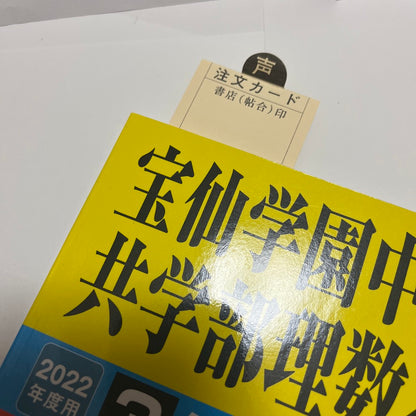 声
注文カード
書店(帖合)印
宝仙学園中
共学部理数
2022
年度用